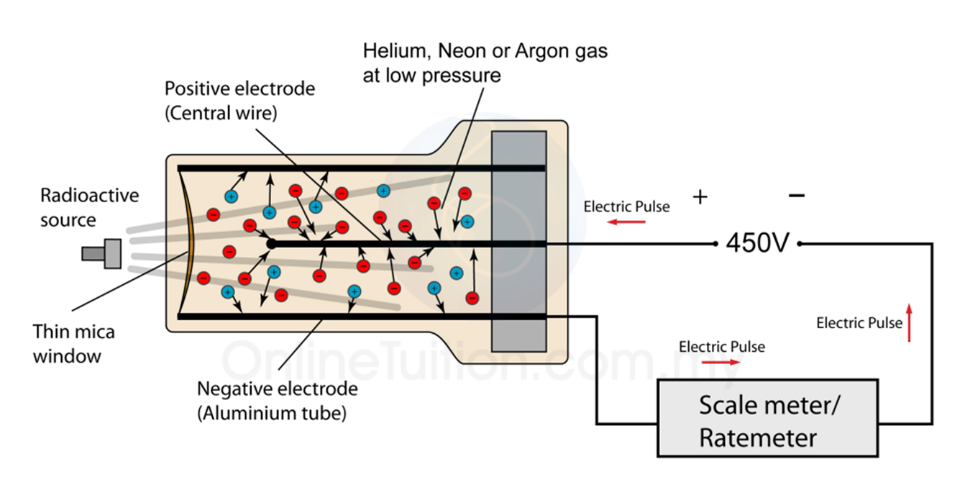 Helium, Neon or Argon gas
at low pressure
Positive electrode
(Central wire)
Radioactive
source
Electric Pulse
+
−
450V
Thin mica
window
Electric Pulse
Electric Pulse
OnlineTuition.com.my
Negative electrode
(Aluminium tube)
Scale meter/
Ratemeter